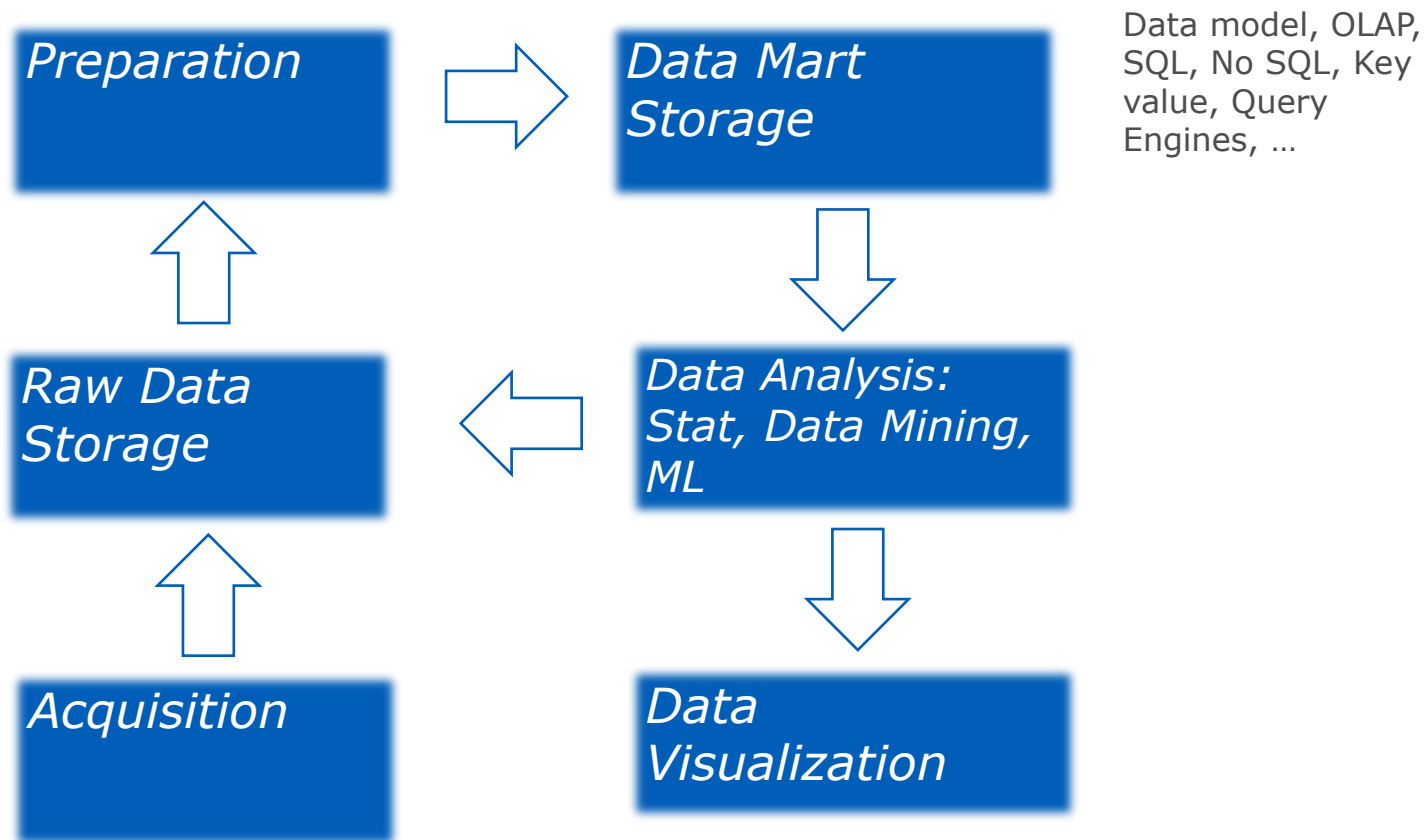 Preparation
Data Mart
Storage
Data model, OLAP,
SQL, No SQL, Key
value, Query
Engines, …
Raw Data
Storage
Data Analysis:
Stat, Data Mining,
ML
Acquisition
Data
Visualization